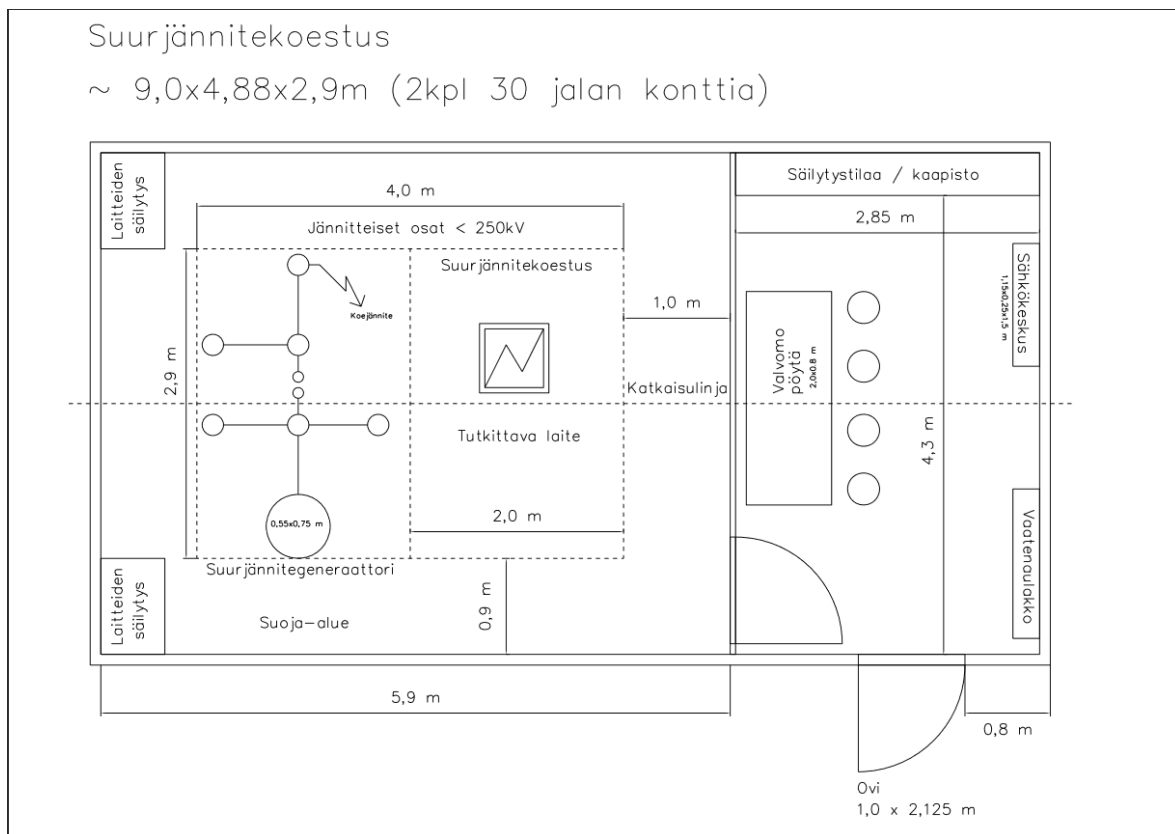 Suurjännitekoestus
~ 9,0x4,88x2,9m (2kpl 30 jalan konttia)
Laitteiden
säilytys
4,0 m
Jännitteiset osat < 250kV
Säilytystilaa / kaapisto
2,85 m
Suurjännitekoestus
Koejännite
1,0 m
2,9 m
Katkaisulinja
Valvomo
pöytä
2,0x0.8 m
Sähkökeskus
1,15x0,25x1,5 m
Tutkittava laite
4,3 m
2,0 m
0,55x0,75 m
Suurjännitegeneraattori
Vaatenaulakko
Laitteiden
säilytys
Suoja-alue
0,9 m
5,9 m
0,8 m
Ovi
1,0 x 2,125 m